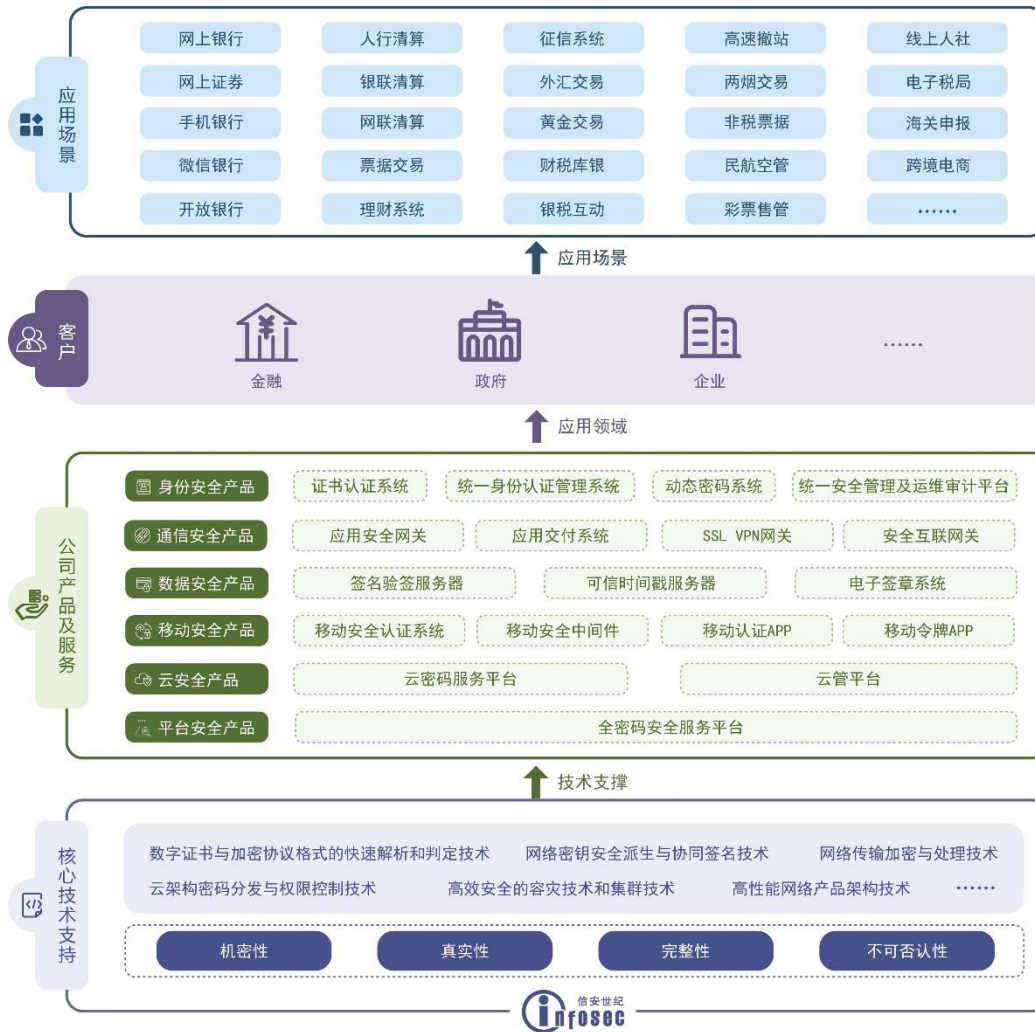 应用场景
网上银行 人行清算 征信系统 高速撤站 线上人社
网上证券 银联清算 外汇交易 两烟交易 电子税局
手机银行 网联清算 黄金交易 非税票据 海关申报
微信银行 票据交易 财税库银 民航空管 跨境电商
开放银行 理财系统 银税互动 彩票售管 ······
应用场景
客户
金融 政府 企业 ······
应用领域
公司产品及服务
身份安全产品 证书认证系统 统一身份认证管理系统 动态密码系统 统一安全管理及运维审计平台
通信安全产品 应用安全网关 应用交付系统 SSL VPN网关 安全互联网关
数据安全产品 签名验签服务器 可信时间戳服务器 电子签章系统
移动安全产品 移动安全认证系统 移动安全中间件 移动认证APP 移动令牌APP
云安全产品 云密码服务平台 云管平台
平台安全产品 全密码安全服务平台
技术支撑
核心技术支持
数字证书与加密协议格式的快速解析和判定技术 网络密钥安全派生与协同签名技术 网络传输加密与处理技术
云架构密码分发与权限控制技术 高效安全的容灾技术和集群技术 高性能网络产品架构技术 ······
机密性 真实性 完整性 不可否认性
信安世纪
infosec